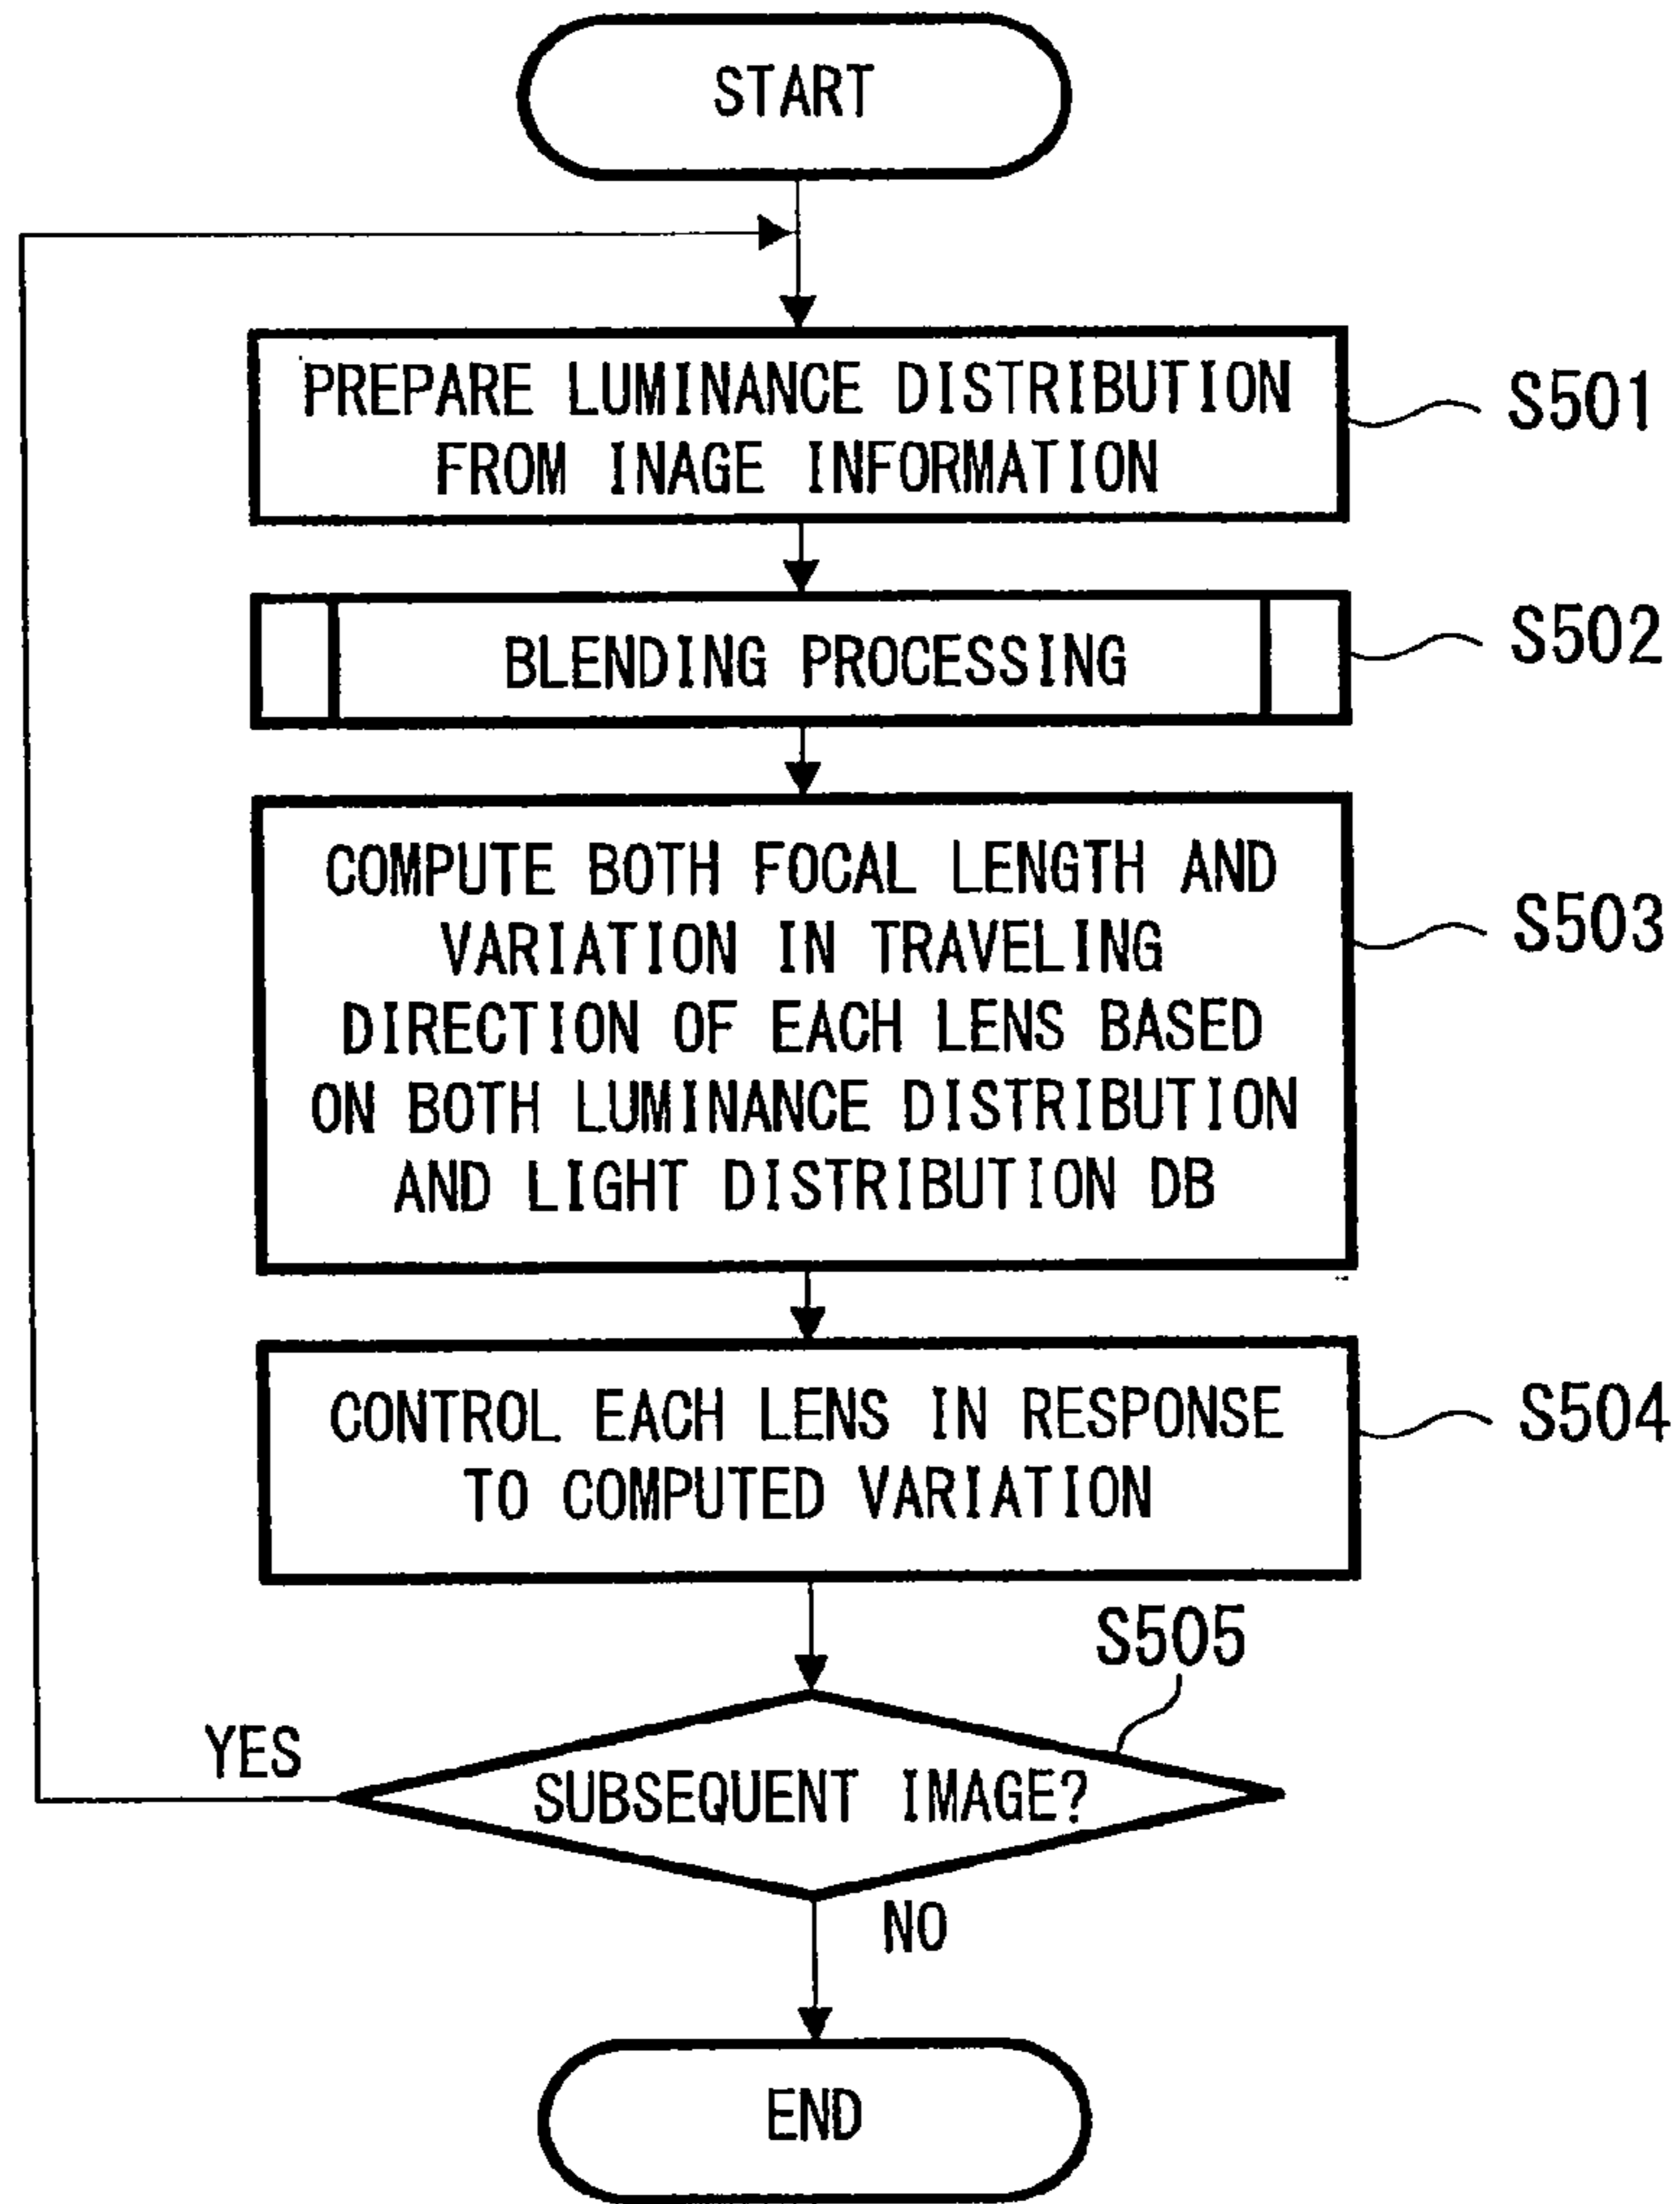 START
PREPARE LUMINANCE DISTRIBUTION
FROM INAGE INFORMATION
S501
BLENDING PROCESSING
S502
COMPUTE BOTH FOCAL LENGTH AND
VARIATION IN TRAVELING
DIRECTION OF EACH LENS BASED
ON BOTH LUMINANCE DISTRIBUTION
AND LIGHT DISTRIBUTION DB
S503
CONTROL EACH LENS IN RESPONSE
TO COMPUTED VARIATION
S504
S505
YES
SUBSEQUENT IMAGE?
NO
END